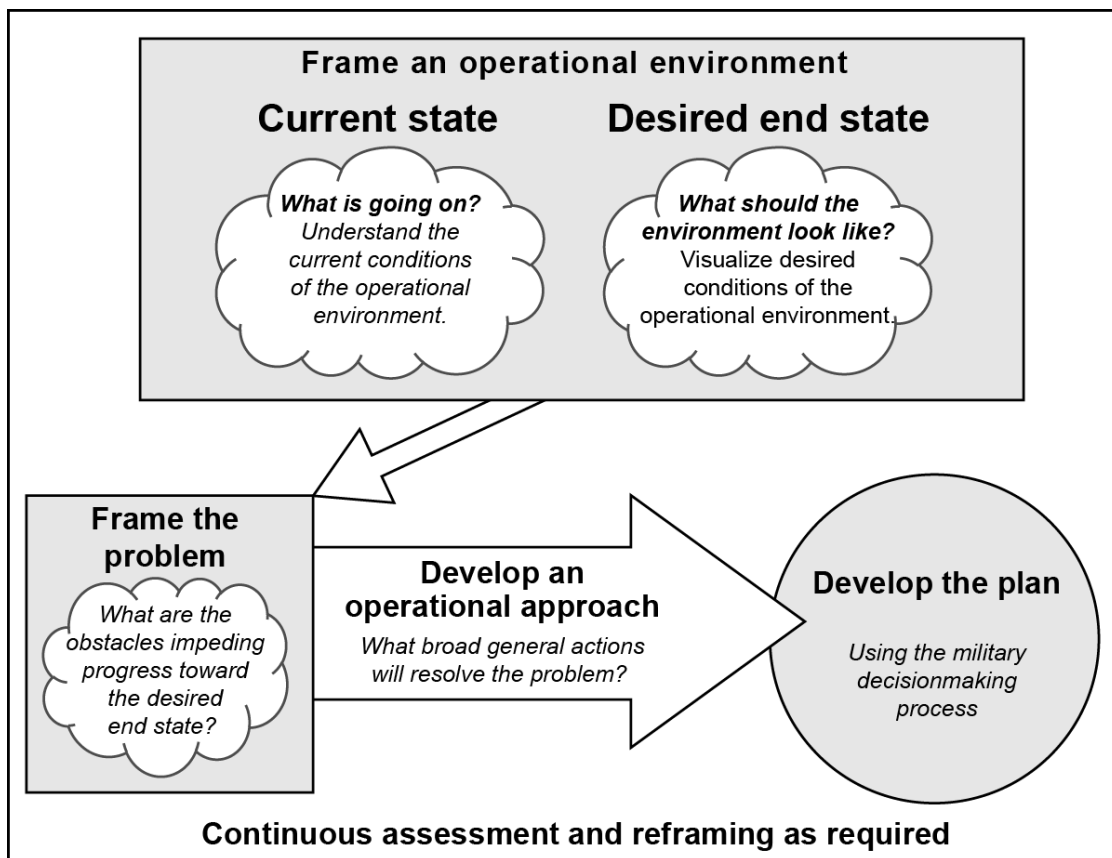 Frame an operational environment
Current state
What is going on?
Understand the
current conditions
of the operational
environment.
Desired end state
What should the
environment look like?
Visualize desired
conditions of the
operational environment.
Frame the
problem
What are the
obstacles impeding
progress toward
the desired
end state?
Develop an
operational approach
What broad general actions
will resolve the problem?
Develop the plan
Using the military
decisionmaking
process
Continuous assessment and reframing as required